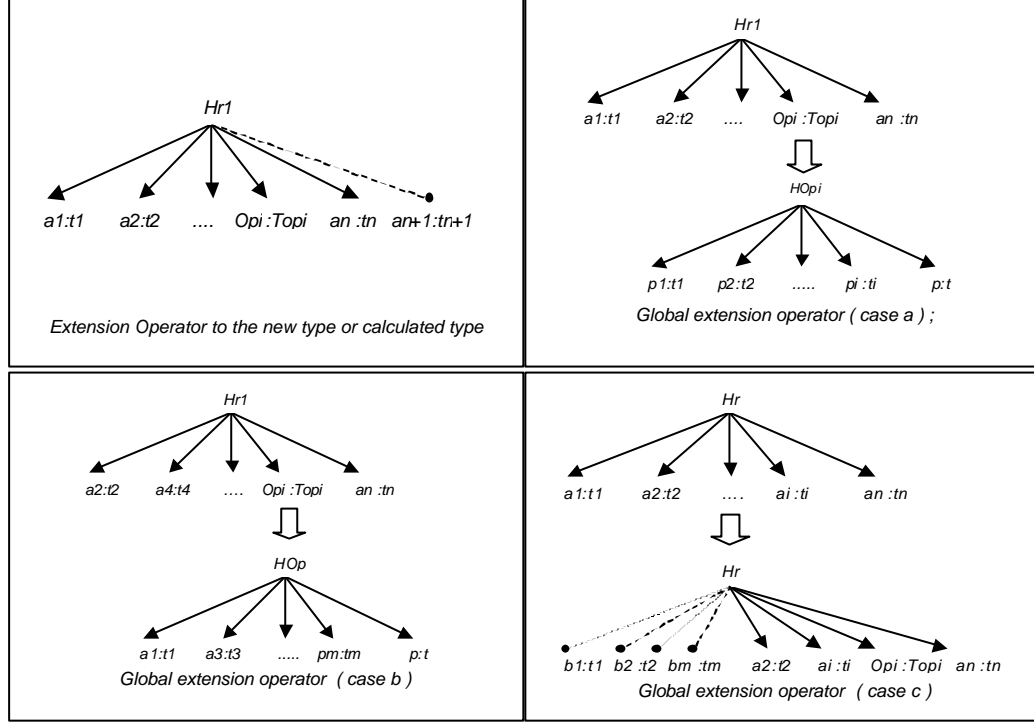 Hr1
a1:t1 a2:t2 .... Opi :Topi an :tn an+1:tn+1
Extension Operator to the new type or calculated type
Hr1
a1:t1 a2:t2 .... Opi :Topi an :tn
HOpi
p1:t1 p2:t2 ..... pi :ti p:t
Global extension operator ( case a ) ;
Hr1
a2:t2 a4:t4 .... Opi :Topi an :tn
HOp
a1:t1 a3:t3 ..... pm:tm p:t
Global extension operator ( case b )
Hr
a1:t1 a2:t2 .... ai :ti an :tn
Hr
b1:t1 b2 :t2 bm :tm a2:t2 ai :ti Opi :Topi an :tn
Global extension operator ( case c )